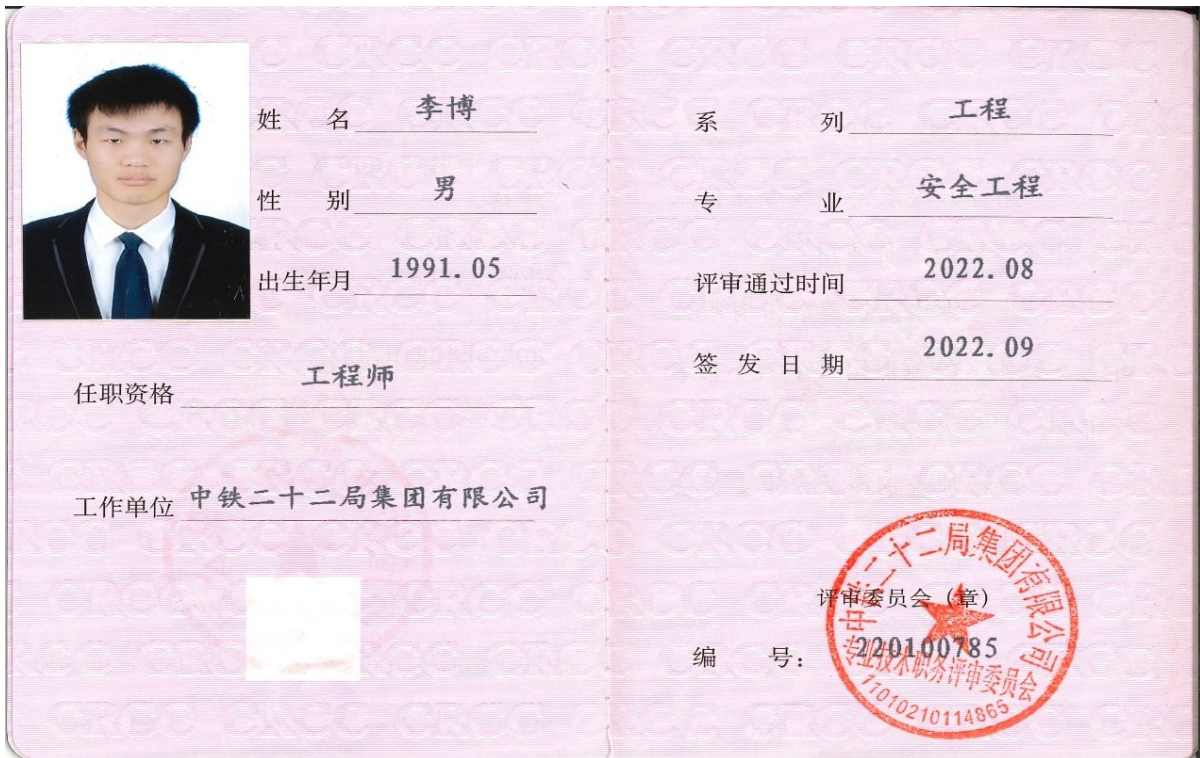 姓名 李博
性别 男
出生年月 1991.05
任职资格 工程师
工作单位 中铁二十二局集团有限公司
系列 工程
专业 安全工程
评审通过时间 2022.08
签发日期 2022.09
评审委员会（章）
编号：220100785
中铁二十二局集团有限公司
专业技术职务评审委员会
11010210114865
CRCC